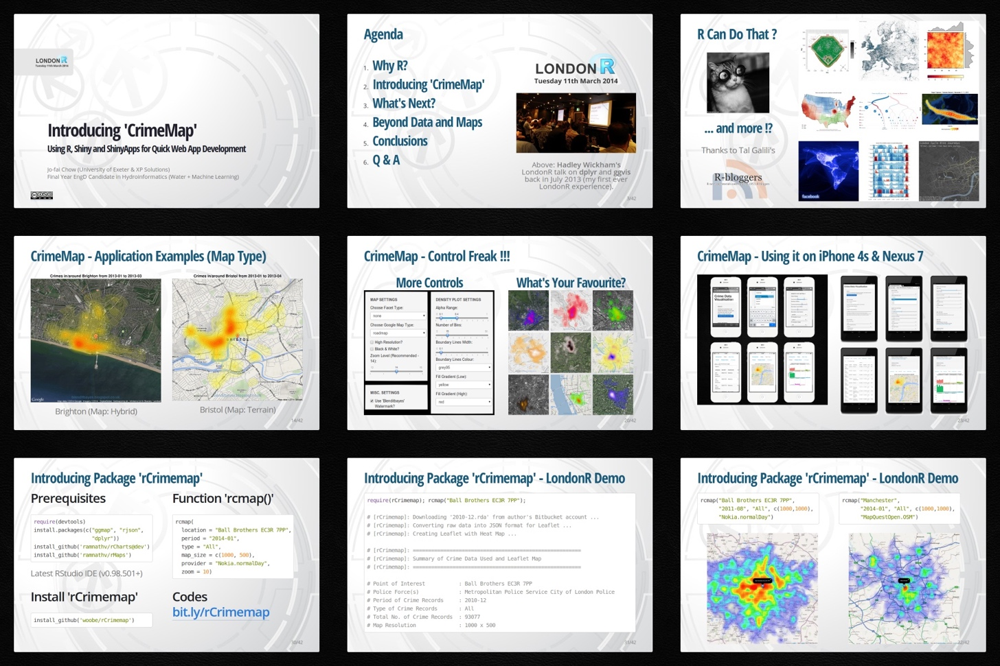 LONDON R
Tuesday 11th March 2014
Introducing 'CrimeMap'
Using R, Shiny and ShinyApps for Quick Web App Development
Jo-fai Chow (University of Exeter & XP Solutions)
Final Year EngD Candidate in Hydroinformatics (Water + Machine Learning)
Agenda
1. Why R?
2. Introducing 'CrimeMap'
3. What's Next?
4. Beyond Data and Maps
5. Conclusions
6. Q & A
LONDON R
Tuesday 11th March 2014
Above: Hadley Wickham's
LondonR talk on dplyr and ggvis
back in July 2013 (my first ever
LondonR experience).
3/42
R Can Do That ?
... and more !?
Thanks to Tal Galili's
R-bloggers
facebook
CrimeMap - Application Examples (Map Type)
Crimes in/around Brighton from 2013-01 to 2013-03
Crimes in/around Bristol from 2013-01 to 2013-04
Google
BRISTOL
Brighton (Map: Hybrid)
Bristol (Map: Terrain)
14/42
CrimeMap - Control Freak !!!
More Controls
What's Your Favourite?
MAP SETTINGS
Choose Facet Type:
none
Choose Google Map Type:
roadmap
High Resolution?
Black & White?
Zoom Level (Recommended -
14):
MISC. SETTINGS
Use 'Blenditbayes'
Watermark?
DENSITY PLOT SETTINGS
Alpha Range:
Number of Bins:
Boundary Lines Width:
Boundary Lines Colour:
grey95
Fill Gradient (Low):
yellow
Fill Gradient (High):
red
20/42
CrimeMap - Using it on iPhone 4s & Nexus 7
Crime Data
Visualisation
23/42
Introducing Package 'rCrimemap'
Prerequisites
require(devtools)
install.packages(c("ggmap", "rjson",
"dplyr"))
install_github('ramnathv/rCharts@dev')
install_github('ramnathv/rMaps')
Latest RStudio IDE (v0.98.501+)
Install 'rCrimemap'
install_github('woobe/rCrimemap')
Function 'rcmap()'
rcmap(
location = "Ball Brothers EC3R 7PP",
period = "2014-01",
type = "All",
map_size = c(1000, 500),
provider = "Nokia.normalDay",
zoom = 10)
Codes
bit.ly/rCrimemap
30/42
Introducing Package 'rCrimemap' - LondonR Demo
require(rCrimemap); rcmap("Ball Brothers EC3R 7PP");
# [rCrimemap]: Downloading '2010-12.rda' from author's Bitbucket account ...
# [rCrimemap]: Converting raw data into JSON format for Leaflet ...
# [rCrimemap]: Creating Leaflet with Heat Map ...
# [rCrimemap]: ====================================================
# [rCrimemap]: Summary of Crime Data Used and Leaflet Map
# [rCrimemap]: ====================================================
# Point of Interest : Ball Brothers EC3R 7PP
# Police Force(s) : Metropolitan Police Service City of London Police
# Period of Crime Records : 2010-12
# Type of Crime Records : All
# Total No. of Crime Records : 93077
# Map Resolution : 1000 x 500
31/42
Introducing Package 'rCrimemap' - LondonR Demo
rcmap("Ball Brothers EC3R 7PP",
"2011-08", "All", c(1000,1000),
"Nokia.normalDay")
rcmap("Manchester",
"2014-01", "All", c(1000,1000),
"MapQuestOpen.OSM")
32/42